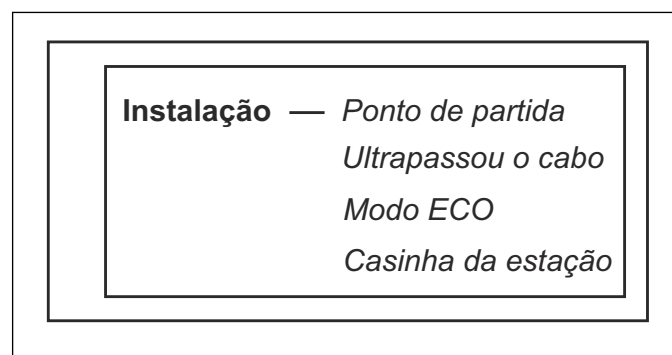 Instalação — Ponto de partida
Ultrapassou o cabo
Modo ECO
Casinha da estação